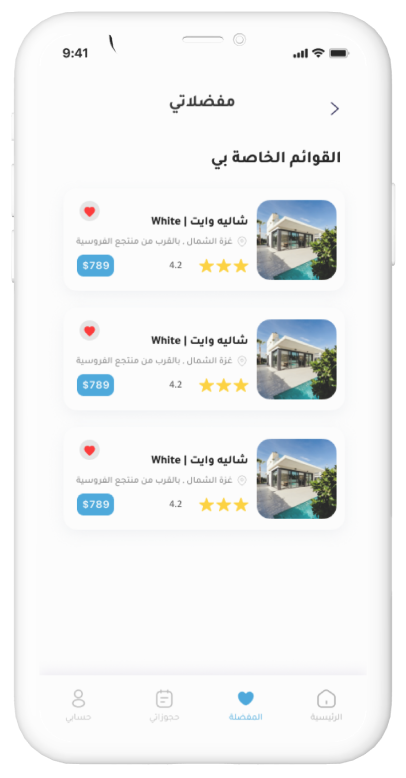 9:41
مفضلاتي
القوائم الخاصة بي
شاليه وايت | White
غزة الشمال . بالقرب من منتجع الفروسية
4.2
$789
شاليه وايت | White
غزة الشمال . بالقرب من منتجع الفروسية
4.2
$789
شاليه وايت | White
غزة الشمال . بالقرب من منتجع الفروسية
4.2
$789
الرئيسية
المفضلة
حجوزاتي
حسابي